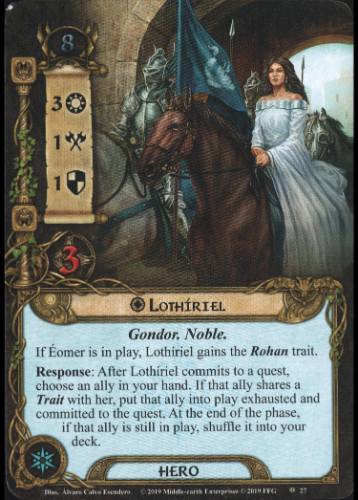 8
3
1
1
3
LOTHÍRIEL
Gondor. Noble.
If Éomer is in play, Lothíriel gains the Rohan trait.
Response: After Lothíriel commits to a quest,
choose an ally in your hand. If that ally shares a
Trait with her, put that ally into play exhausted
and committed to the quest. At the end of the phase,
if that ally is still in play, shuffle it into your
deck.
HERO
Illus. Álvaro Calvo Escudero © 2019 Middle-earth Enterprises © 2019 FFG 27